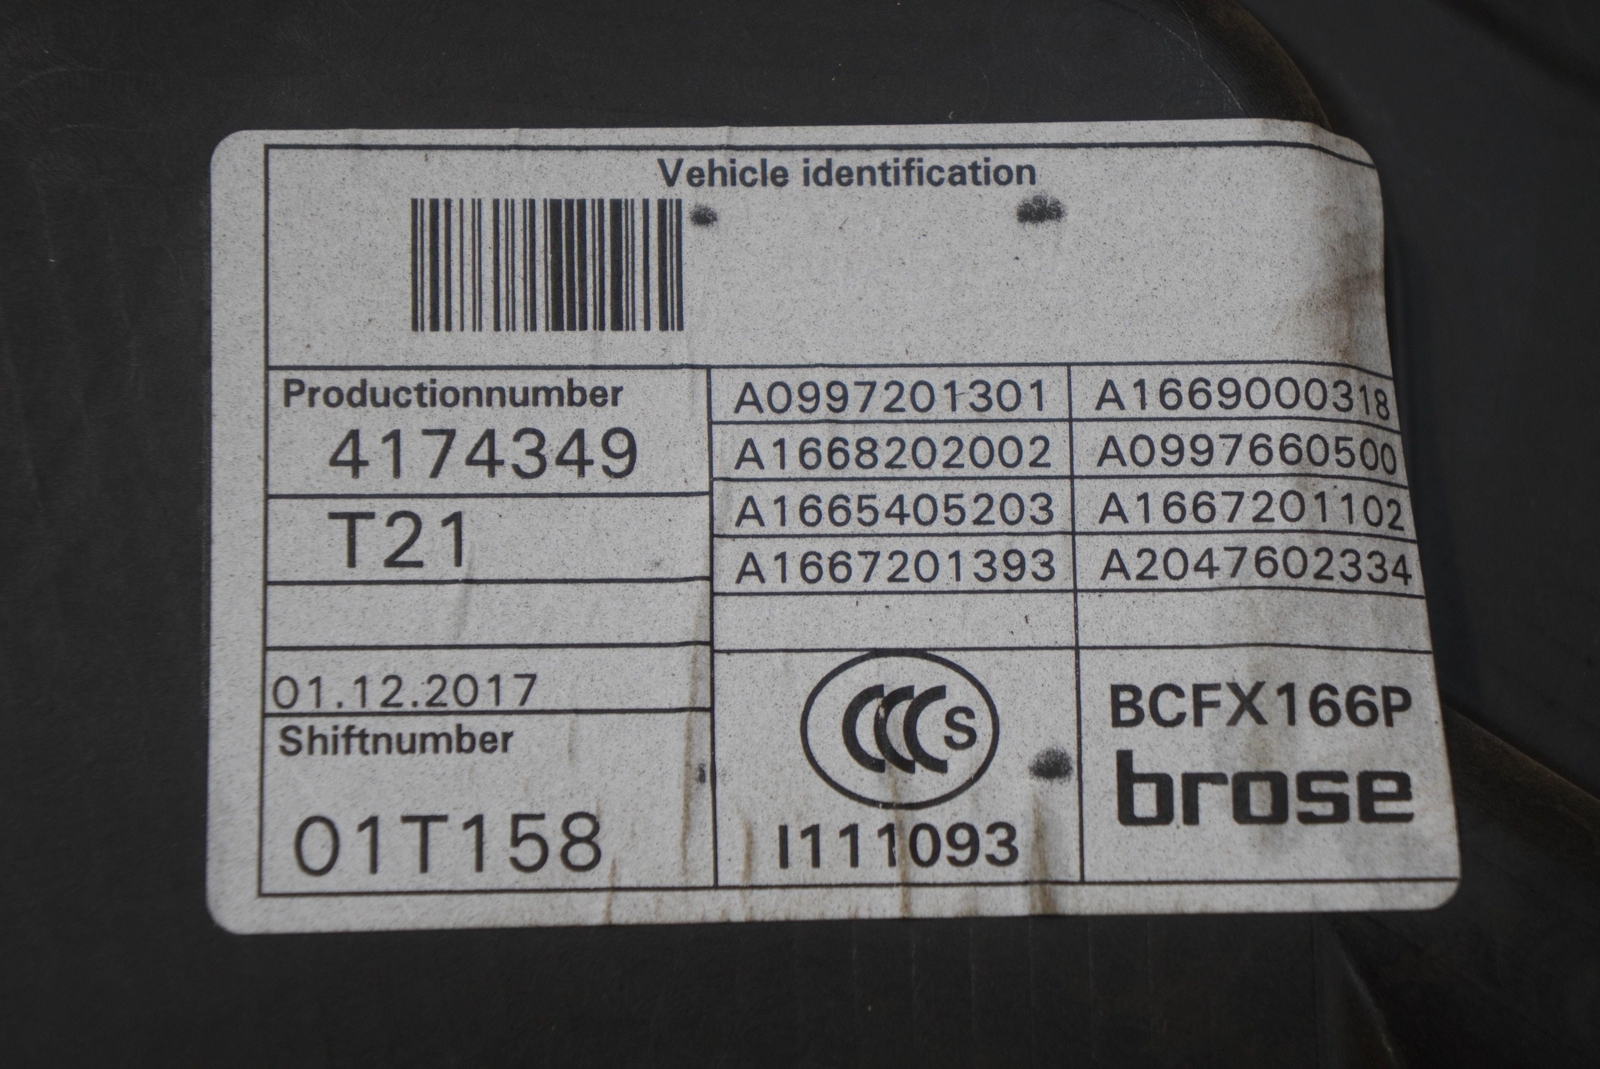 Vehicle identification
Productionnumber
4174349
T21
01.12.2017
Shiftnumber
01T158
A0997201301
A1668202002
A1665405203
A1667201393
A1669000318
A0997660500
A1667201102
A2047602334
CCC S
I111093
BCFX166P
brose